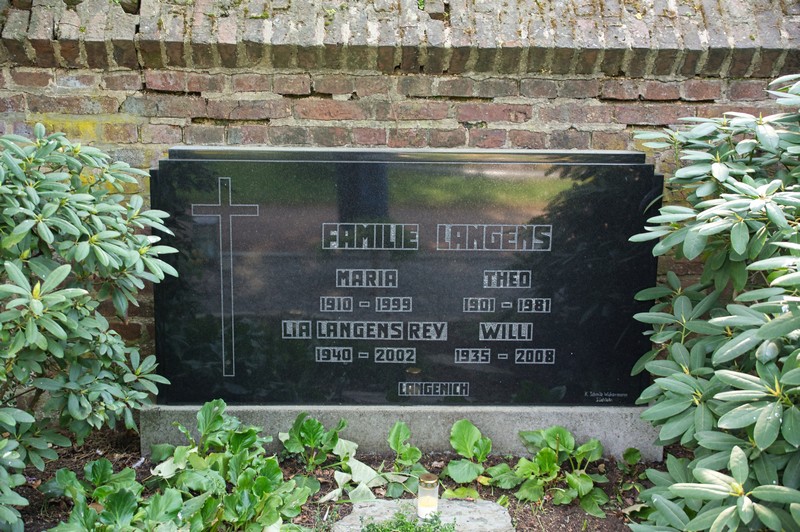 FAMILIE LANGENS
MARIA THEO
1910 - 1999 1901 - 1981
LIA LANGENS REY WILLI
1940 - 2002 1935 - 2008
LANGENICH